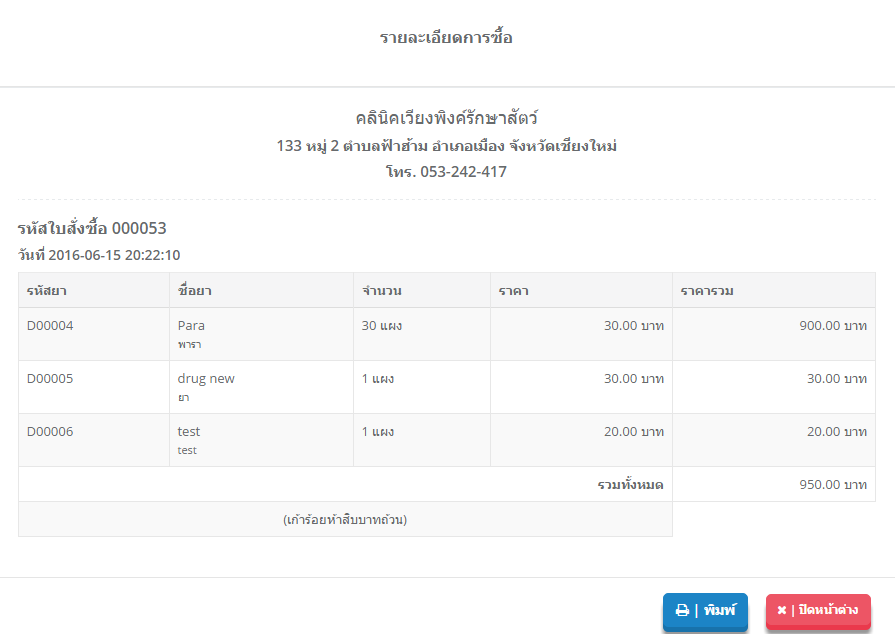 รายละเอียดการซื้อ
คลินิคเวียงพิงค์รักษาสัตว์
133 หมู่ 2 ตำบลฟ้าฮ้าม อำเภอเมือง จังหวัดเชียงใหม่
โทร. 053-242-417
รหัสใบสั่งซื้อ 000053
วันที่ 2016-06-15 20:22:10
รหัสยา ชื่อยา จำนวน ราคา ราคารวม
D00004 Para 30 แผง 30.00 บาท 900.00 บาท
พารา
D00005 drug new 1 แผง 30.00 บาท 30.00 บาท
ยา
D00006 test 1 แผง 20.00 บาท 20.00 บาท
test
รวมทั้งหมด 950.00 บาท
(เก้าร้อยห้าสิบบาทถ้วน)
| พิมพ์ | ปิดหน้าต่าง